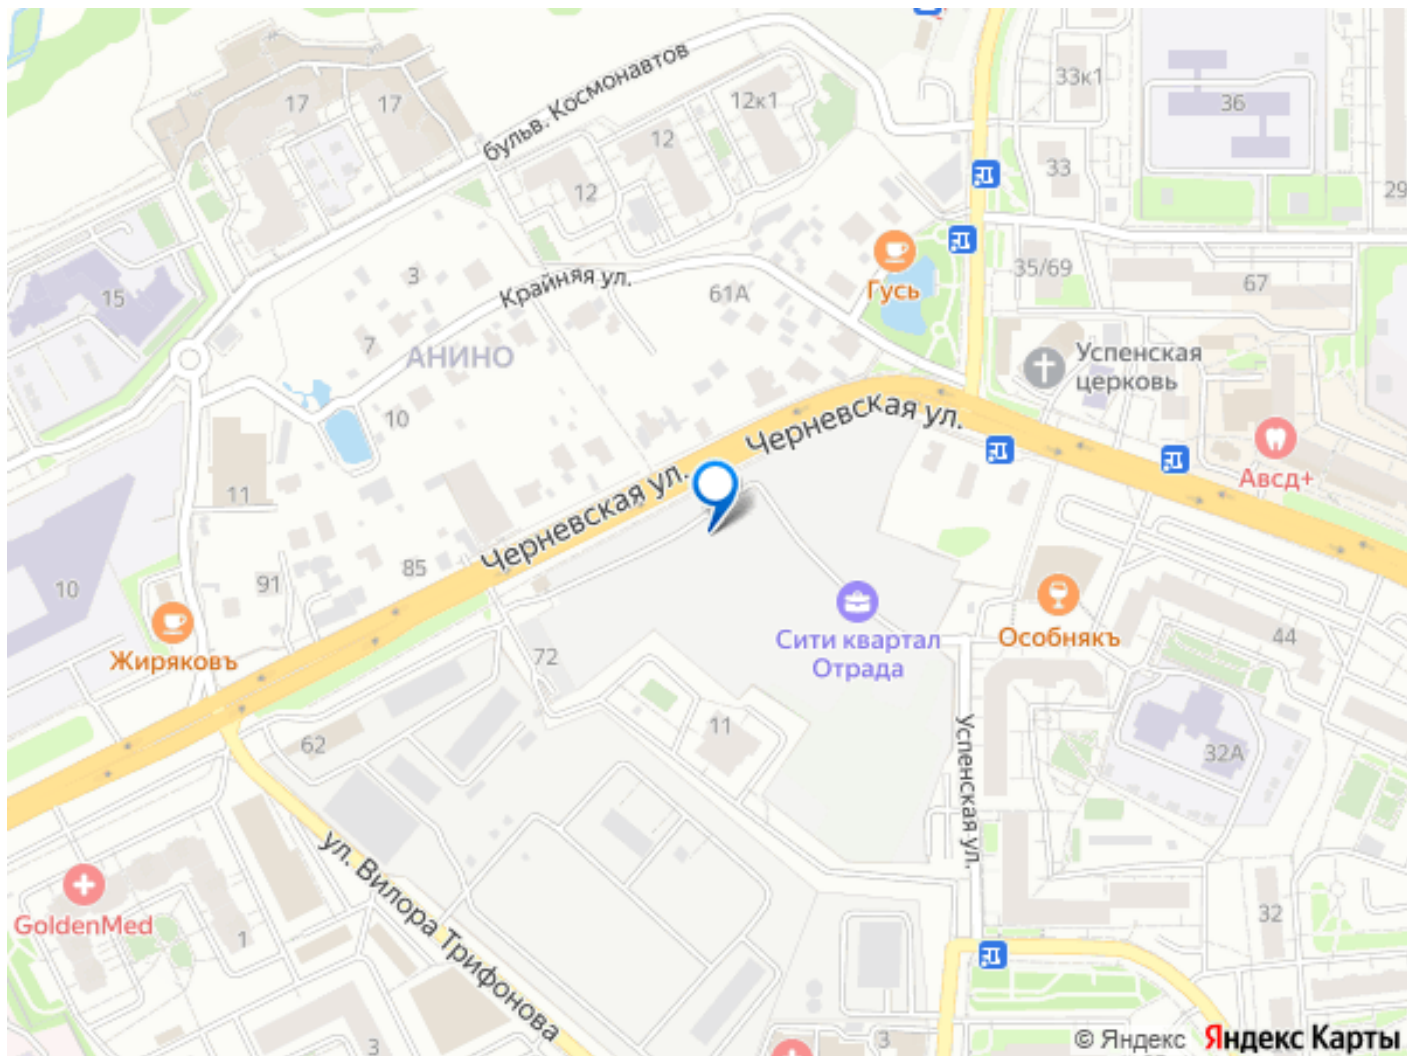 33к1
36
17
17
бульв. Космонавтов
12к1
12
12
33
29
15
3
Крайняя ул.
61А
Гусь
35/69
67
7
АНИНО
Успенская
церковь
10
Черневская ул.
11
Черневская ул.
Авсд+
10
91
85
Жиряковъ
72
Сити квартал
Отрада
Особнякъ
44
62
11
Успенская ул.
32А
ул. Вилора Трифонова
GoldenMed
1
32
3
3
© Яндекс Яндекс Карты